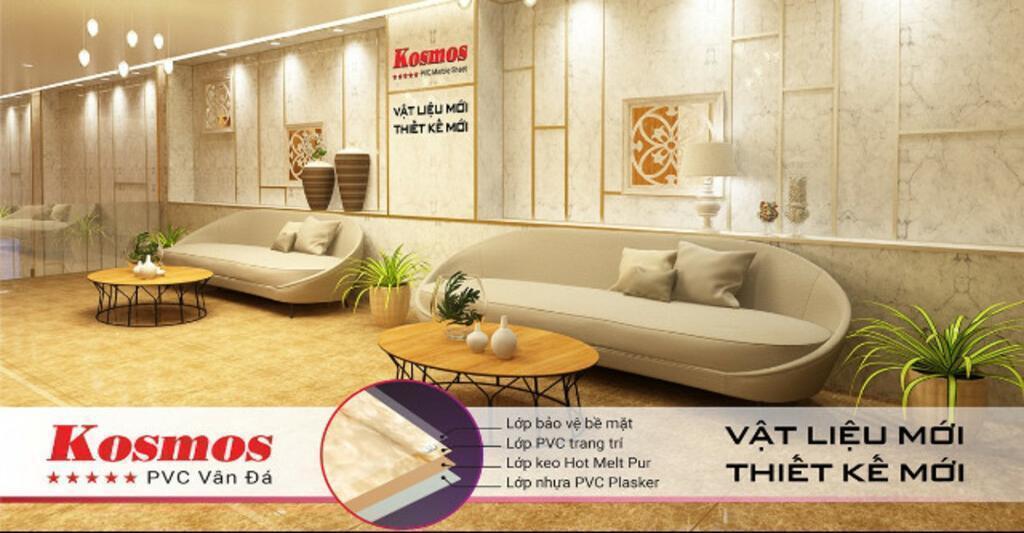 Kosmos
★★★★★ PVC Marble Sheet
VẬT LIỆU MỚI
THIẾT KẾ MỚI
Kosmos
★★★★★ PVC Vân Đá
Lớp bảo vệ bề mặt
Lớp PVC trang trí
Lớp keo Hot Melt Pur
Lớp nhựa PVC Plasker
VẬT LIỆU MỚI
THIẾT KẾ MỚI